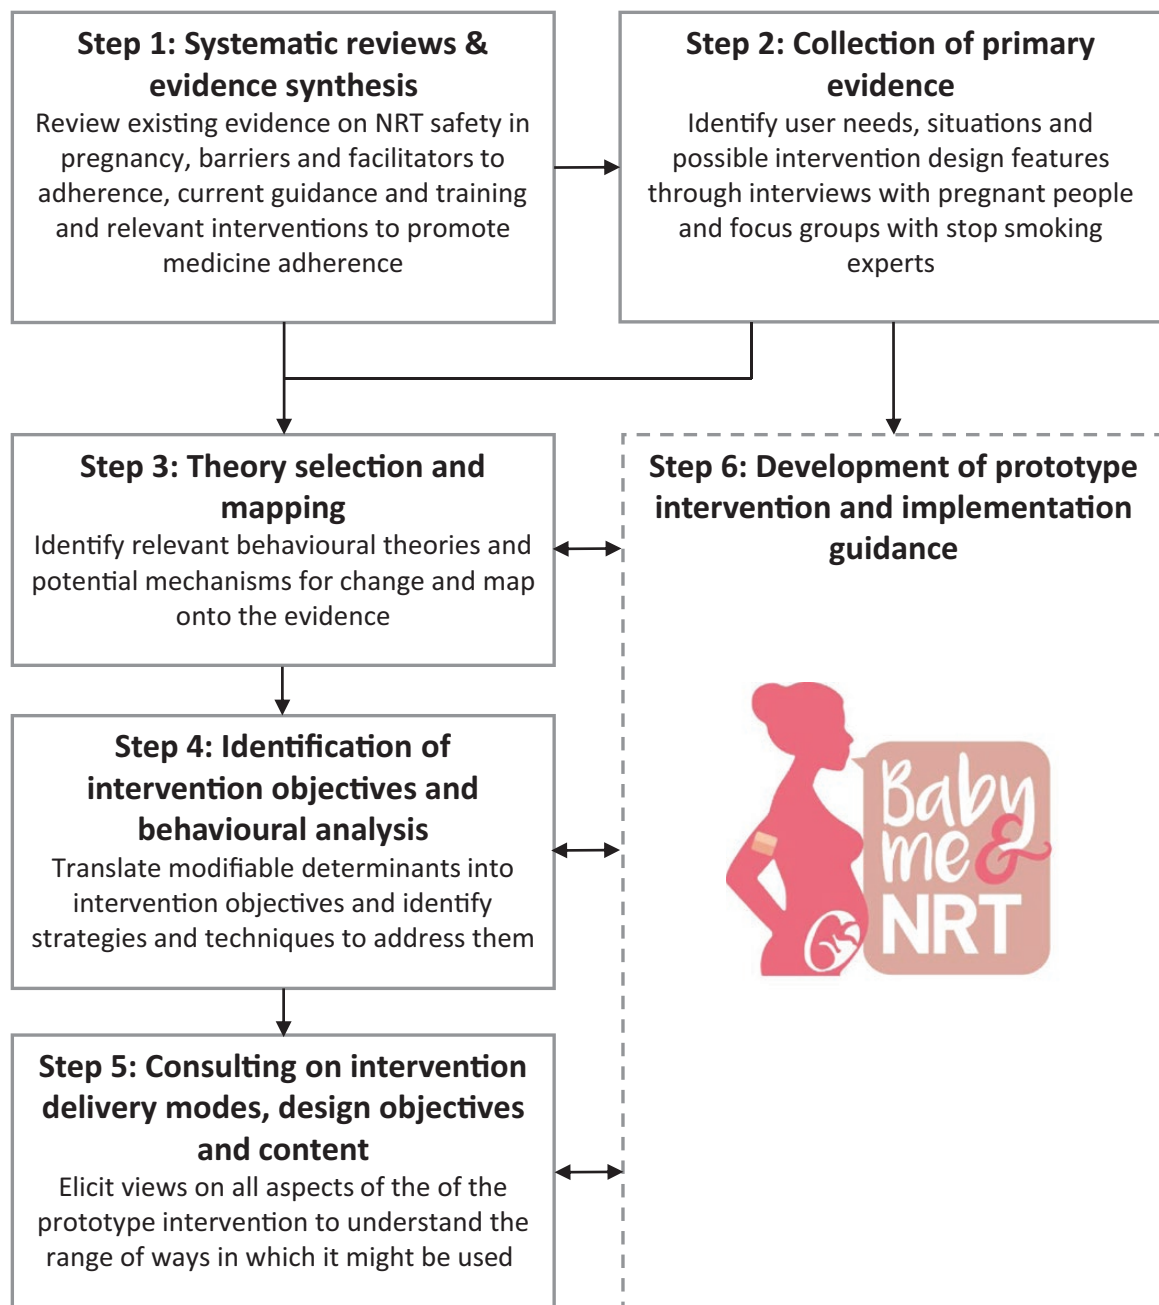 Step 1: Systematic reviews &
evidence synthesis
Review existing evidence on NRT safety in
pregnancy, barriers and facilitators to
adherence, current guidance and training
and relevant interventions to promote
medicine adherence
Step 2: Collection of primary
evidence
Identify user needs, situations and
possible intervention design features
through interviews with pregnant people
and focus groups with stop smoking
experts
Step 3: Theory selection and
mapping
Identify relevant behavioural theories and
potential mechanisms for change and map
onto the evidence
Step 4: Identification of
intervention objectives and
behavioural analysis
Translate modifiable determinants into
intervention objectives and identify
strategies and techniques to address them
Step 5: Consulting on intervention
delivery modes, design objectives
and content
Elicit views on all aspects of the of the
prototype intervention to understand the
range of ways in which it might be used
Step 6: Development of prototype
intervention and implementation
guidance
Baby
me &
NRT